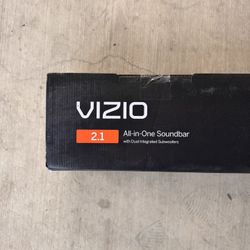 VIZIO
2.1
All-in-One Soundbar
with Dual Integrated Subwoofers